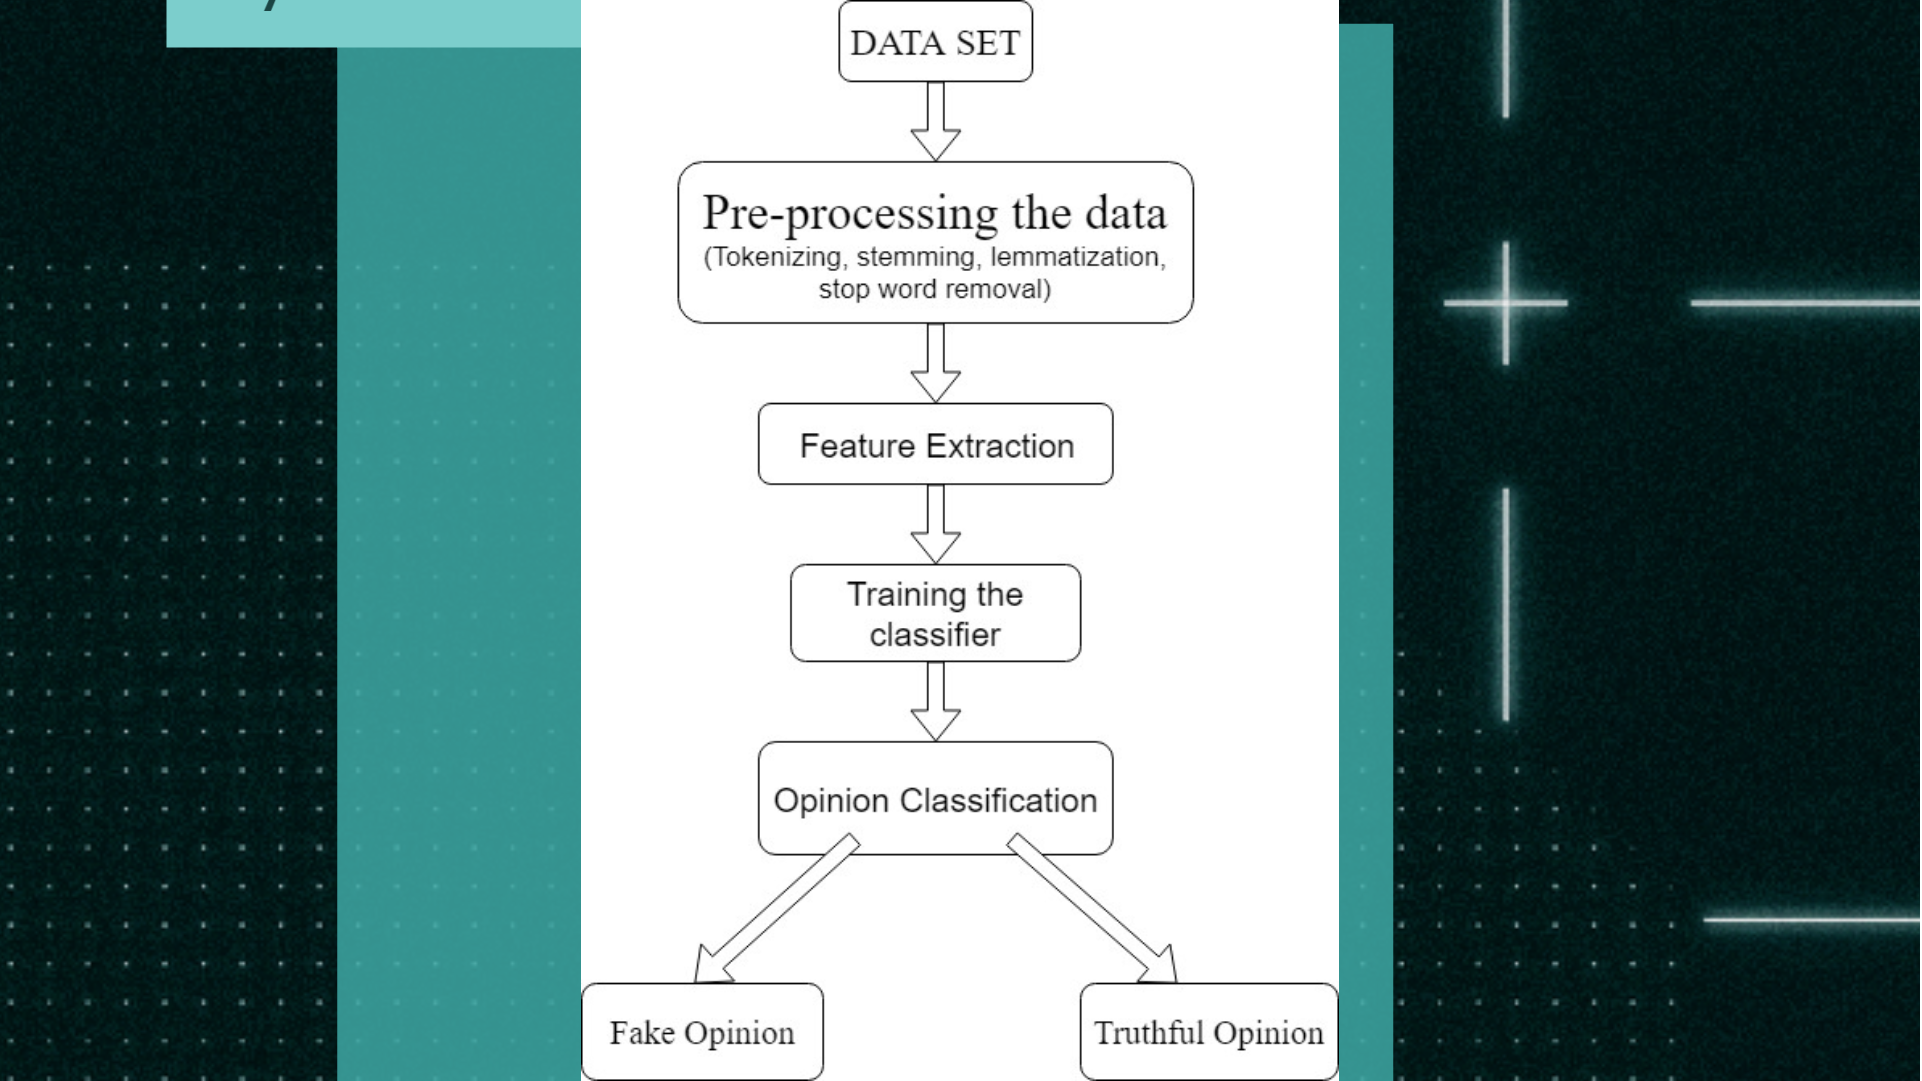 DATA SET
Pre-processing the data
(Tokenizing, stemming, lemmatization,
stop word removal)
Feature Extraction
Training the
classifier
Opinion Classification
Fake Opinion
Truthful Opinion